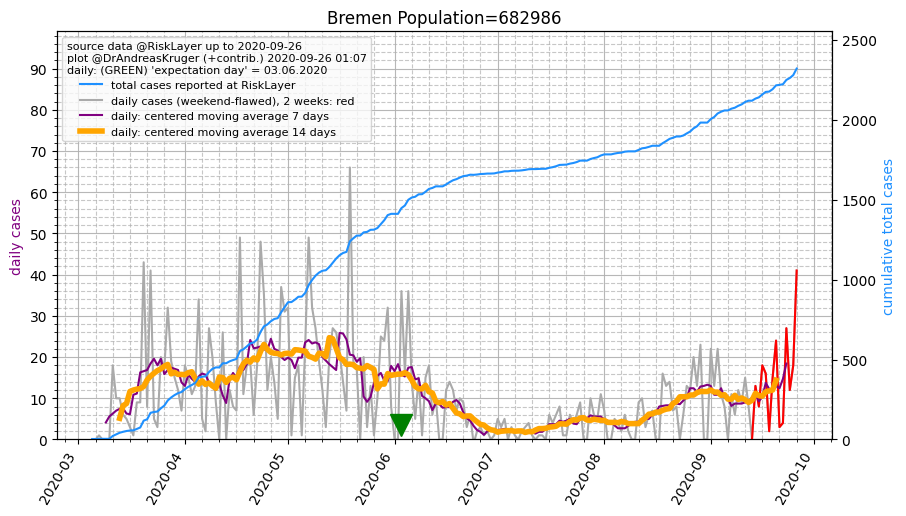 Bremen Population=682986
source data @RiskLayer up to 2020-09-26
plot @DrAndreasKruger (+contrib.) 2020-09-26 01:07
daily: (GREEN) 'expectation day' = 03.06.2020
total cases reported at RiskLayer
daily cases (weekend-flawed), 2 weeks: red
daily: centered moving average 7 days
daily: centered moving average 14 days
daily cases
90
80
70
60
50
40
30
20
10
0
2500
2000
1500
1000
500
0
cumulative total cases
2020-03
2020-04
2020-05
2020-06
2020-07
2020-08
2020-09
2020-10